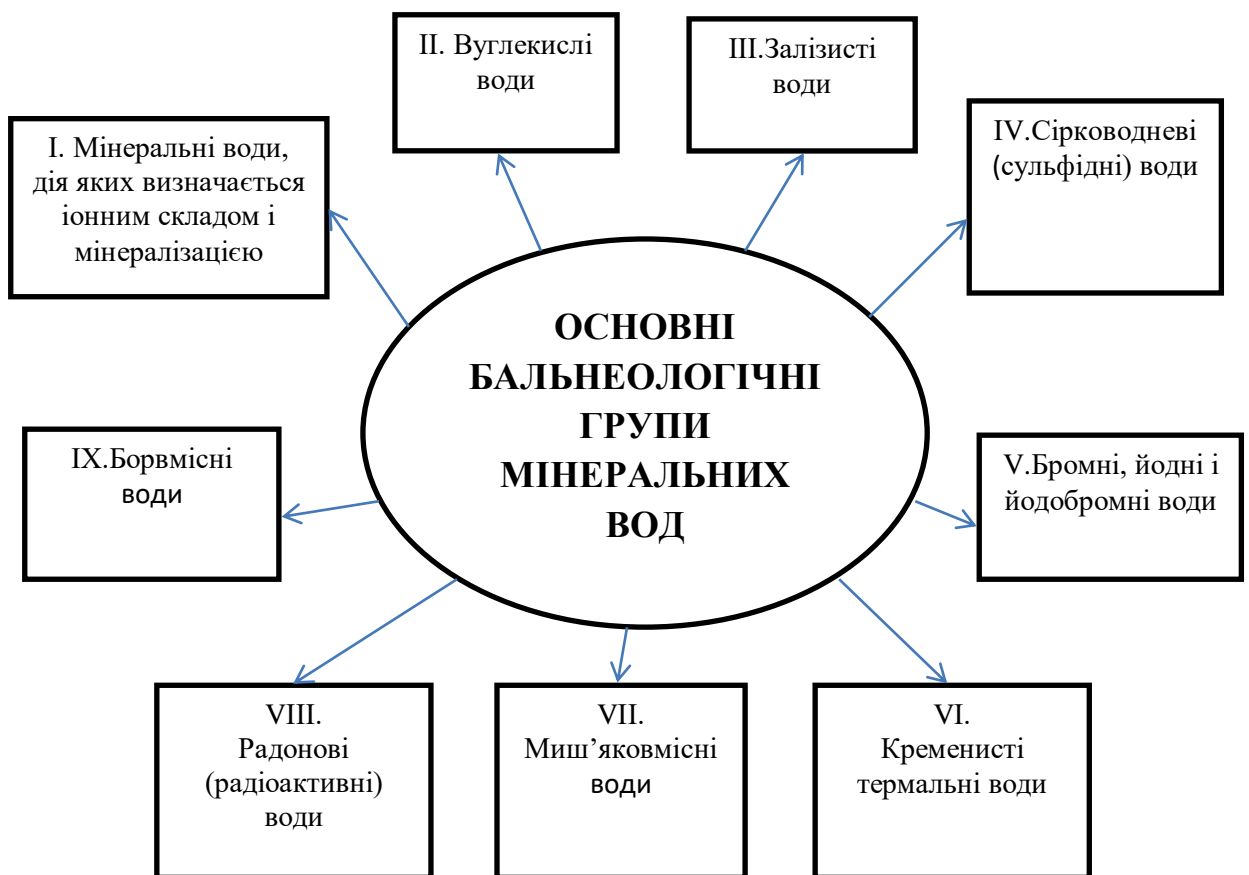 II. Вуглекислі
води
III.Залізисті
води
I. Мінеральні води,
дія яких визначається
іонним складом і
мінералізацією
IV.Сірководневі
(сульфідні) води
ОСНОВНІ
БАЛЬНЕОЛОГІЧНІ
ГРУПИ
МІНЕРАЛЬНИХ
ВОД
IX.Борвмісні
води
V.Бромні, йодні і
йодобромні води
VIII.
Радонові
(радіоактивні)
води
VII.
Миш’яковмісні
води
VI.
Кременисті
термальні води